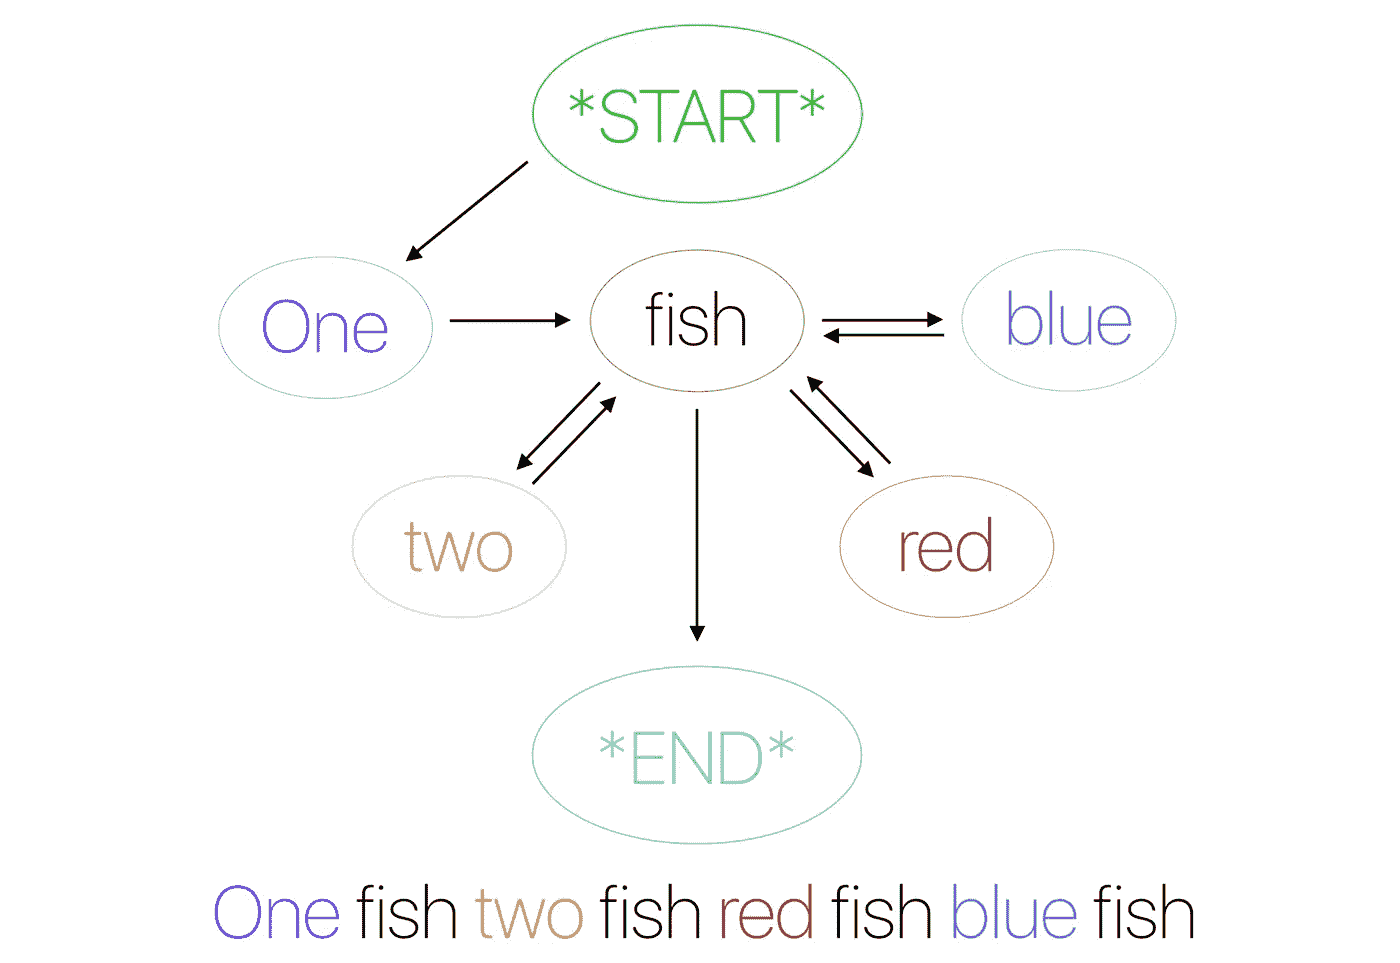 *START*
One fish blue
two red
*END*
One fish two fish red fish blue fish